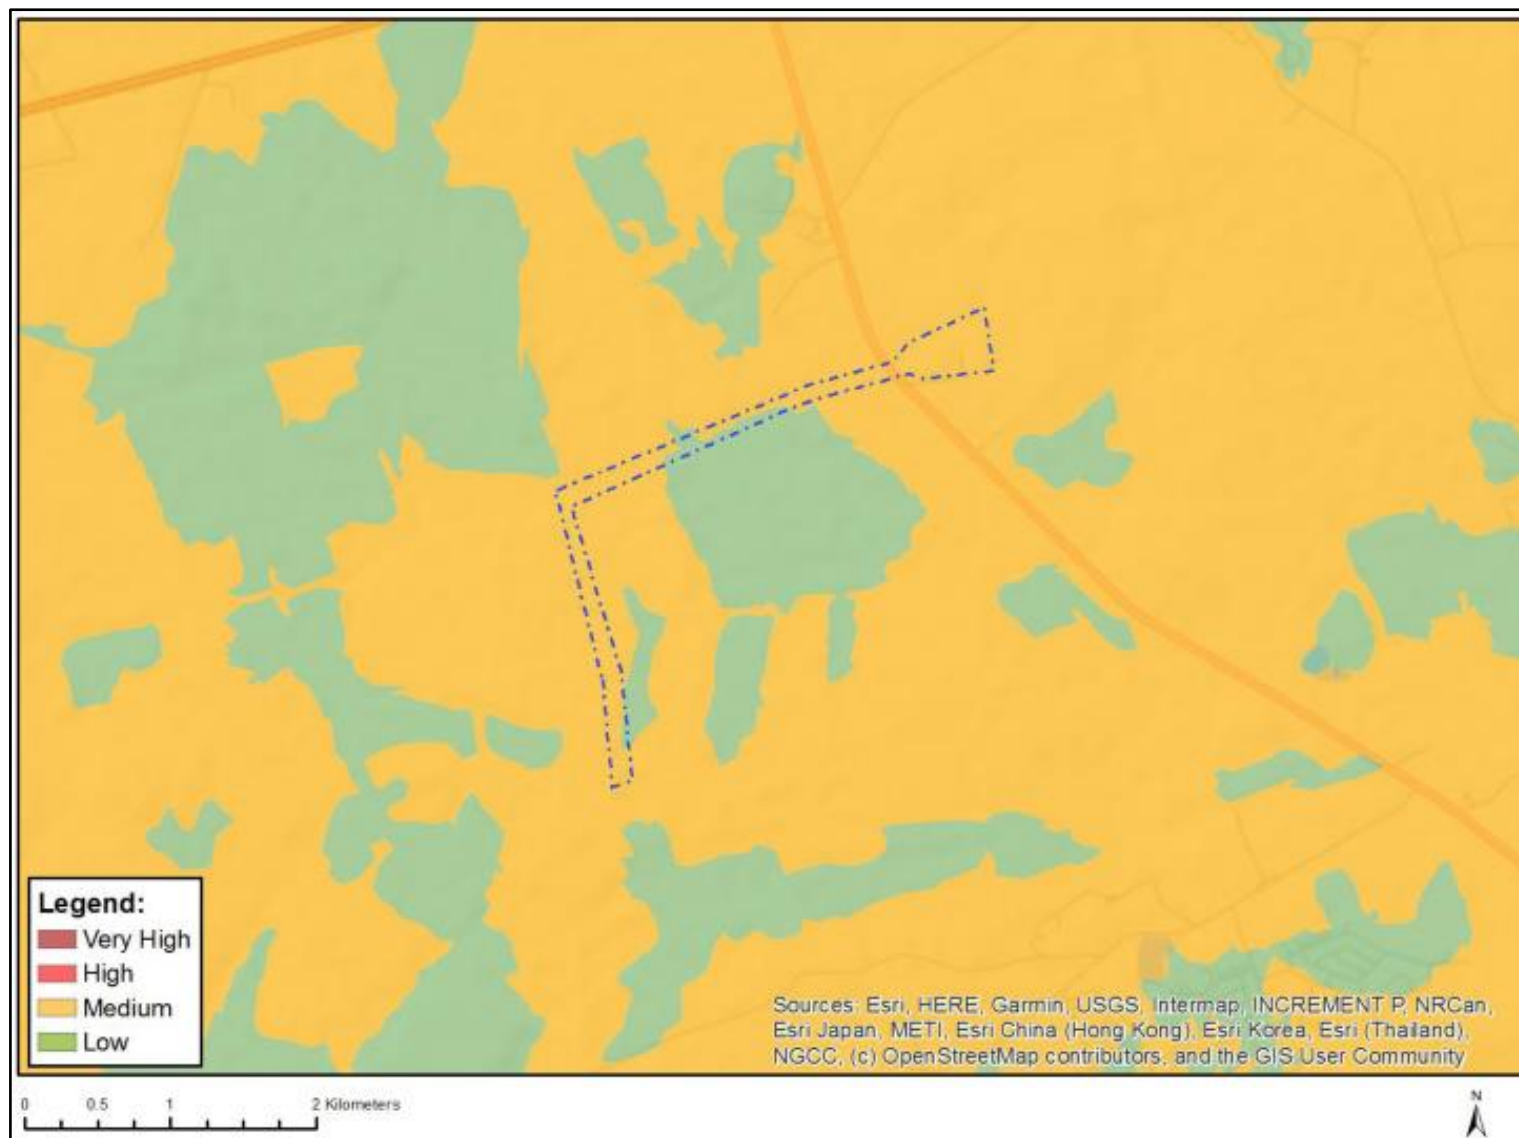 Legend:
Very High
High
Medium
Low
Sources: Esri, HERE, Garmin, USGS, Intermap, INCREMENT P, NRCan,
Esri Japan, METI, Esri China (Hong Kong), Esri Korea, Esri (Thailand),
NGCC, (c) OpenStreetMap contributors, and the GIS User Community
0 0.5 1 2 Kilometers
N